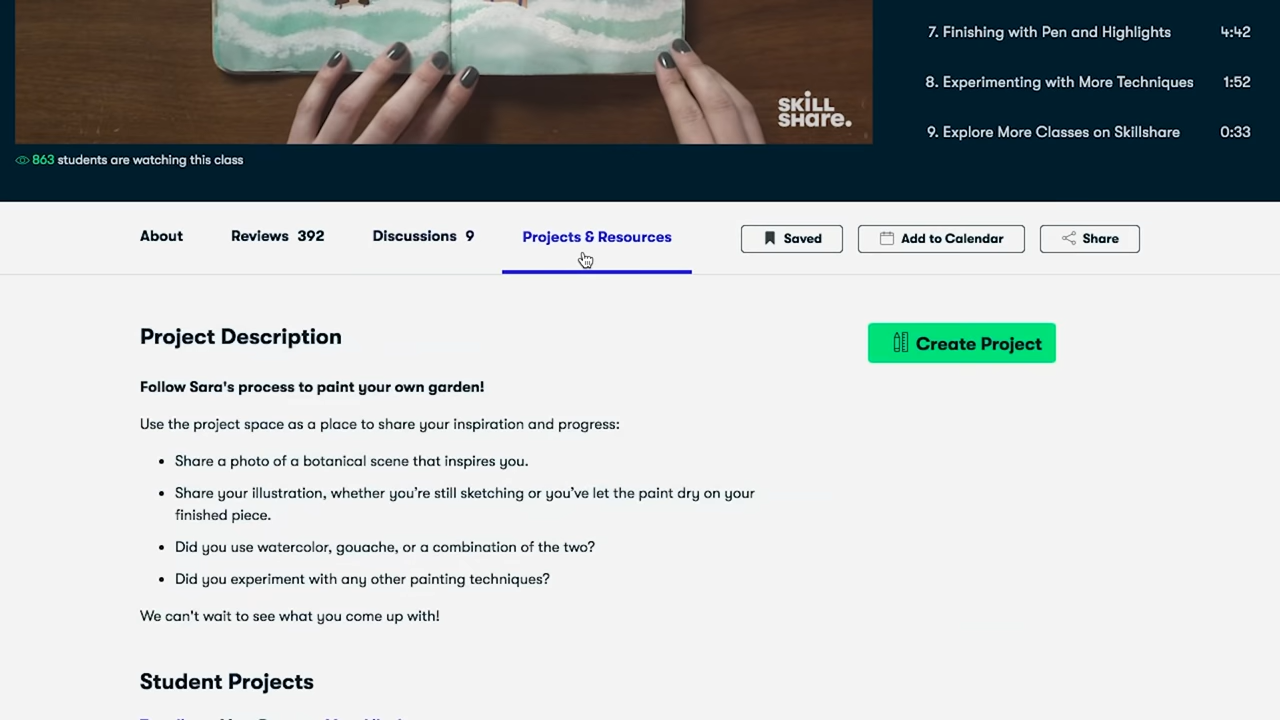 7. Finishing with Pen and Highlights 4:42
8. Experimenting with More Techniques 1:52
SKILL
SHARE.
9. Explore More Classes on Skillshare 0:33
863 students are watching this class
About Reviews 392 Discussions 9 Projects & Resources Saved Add to Calendar Share
Project Description
Create Project
Follow Sara's process to paint your own garden!
Use the project space as a place to share your inspiration and progress:
• Share a photo of a botanical scene that inspires you.
• Share your illustration, whether you're still sketching or you've let the paint dry on your
finished piece.
• Did you use watercolor, gouache, or a combination of the two?
• Did you experiment with any other painting techniques?
We can't wait to see what you come up with!
Student Projects